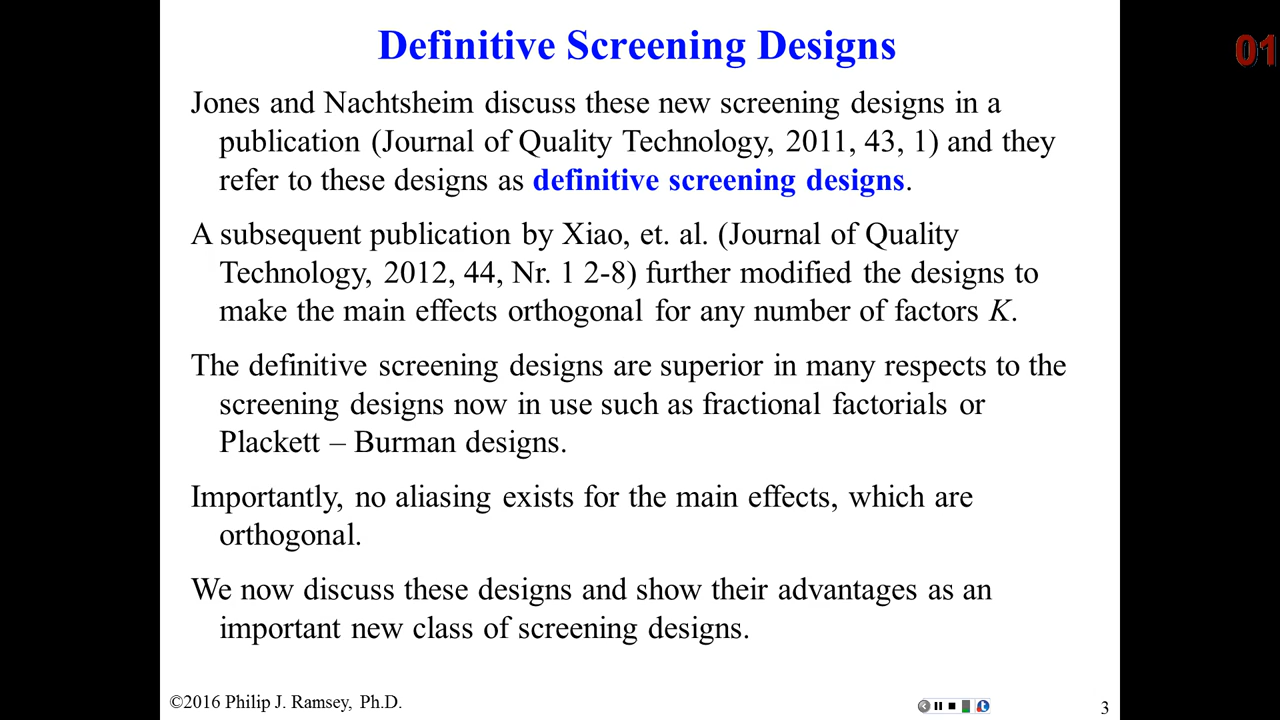 Definitive Screening Designs
01
Jones and Nachtsheim discuss these new screening designs in a
publication (Journal of Quality Technology, 2011, 43, 1) and they
refer to these designs as definitive screening designs.
A subsequent publication by Xiao, et. al. (Journal of Quality
Technology, 2012, 44, Nr. 1 2-8) further modified the designs to
make the main effects orthogonal for any number of factors K.
The definitive screening designs are superior in many respects to the
screening designs now in use such as fractional factorials or
Plackett – Burman designs.
Importantly, no aliasing exists for the main effects, which are
orthogonal.
We now discuss these designs and show their advantages as an
important new class of screening designs.
©2016 Philip J. Ramsey, Ph.D.
3